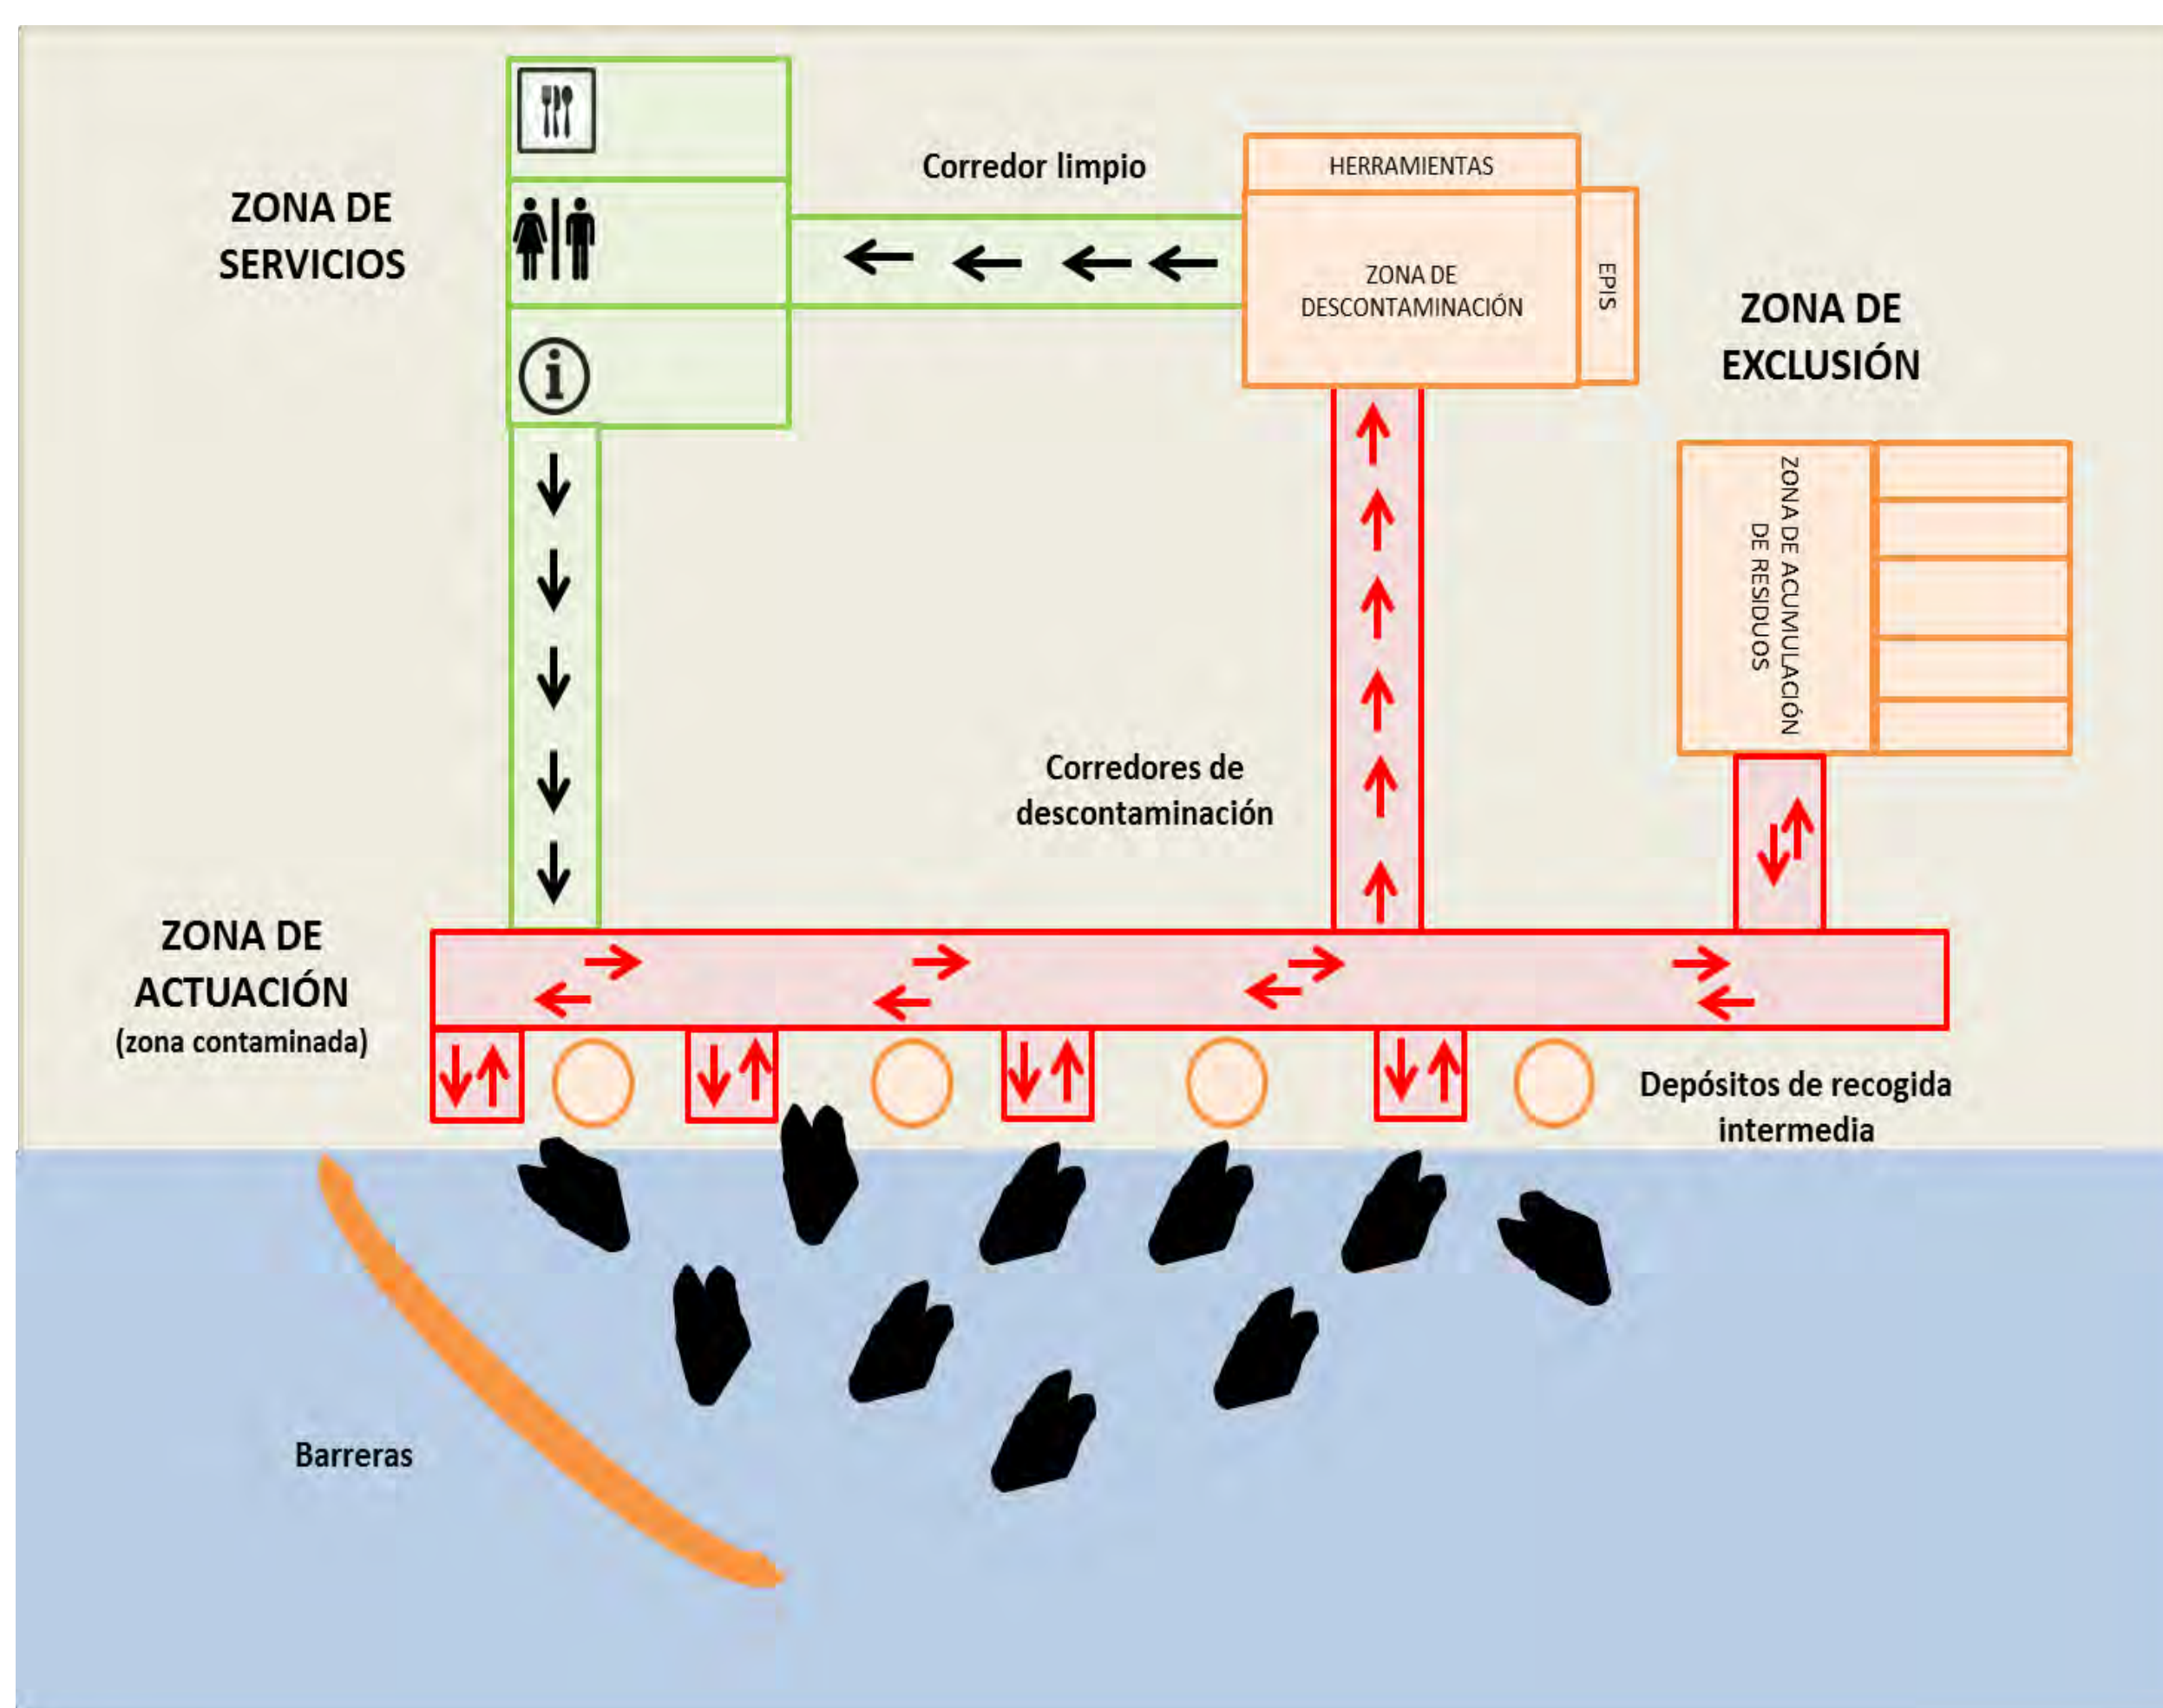 Corredor limpio
HERRAMIENTAS
ZONA DE
SERVICIOS
ZONA DE
DESCONTAMINACIÓN
EPIS
ZONA DE
EXCLUSIÓN
ZONA DE ACUMULACIÓN
DE RESIDUOS
Corredores de
descontaminación
ZONA DE
ACTUACIÓN
(zona contaminada)
Depósitos de recogida
intermedia
Barreras